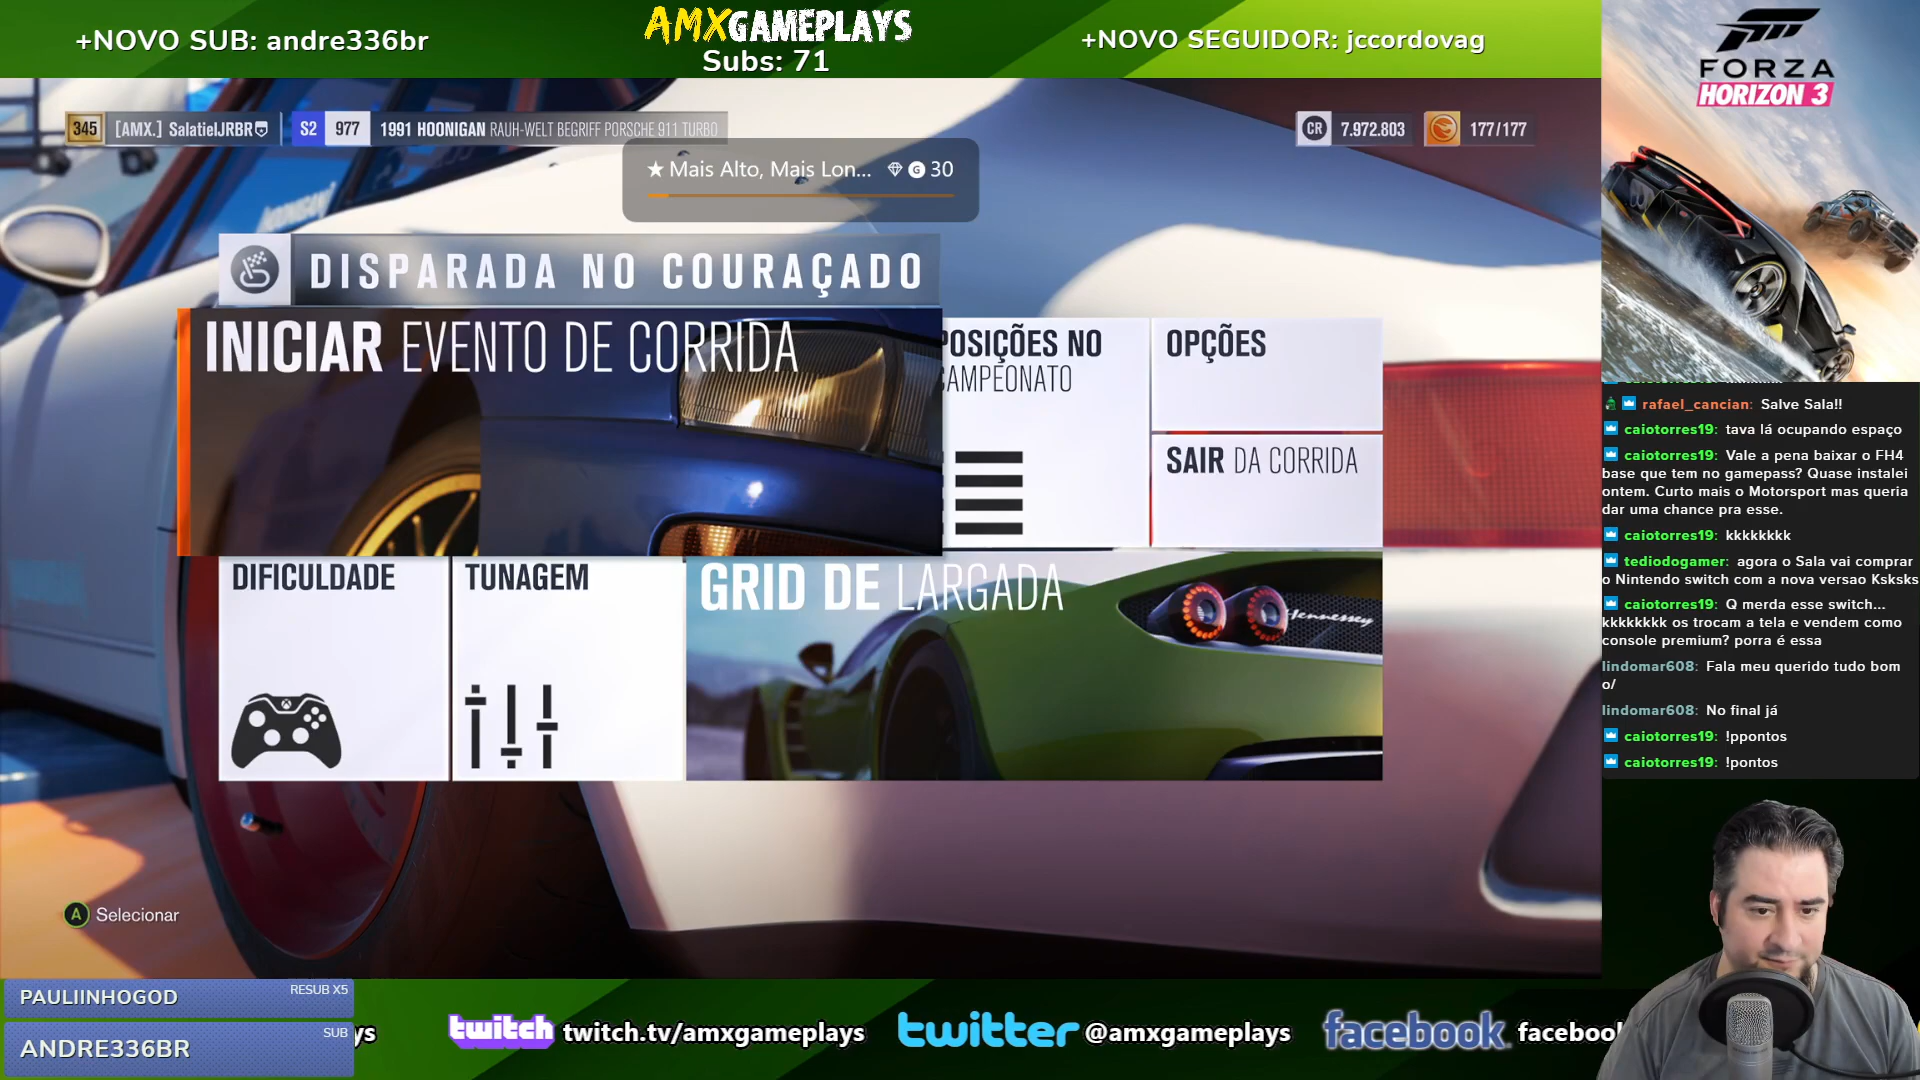 +NOVO SUB: andre336br
AMXGAMEPLAYS
Subs: 71
+NOVO SEGUIDOR: jccordovag
FORZA
HORIZON 3
345 [AMX.] SalatielJRBR
S2 977 1991 HOONIGAN RAUH-WELT BEGRIFF PORSCHE 911 TURBO
CR 7.972.803 177/177
★ Mais Alto, Mais Lon... G 30
HOONIGAN
DISPARADA NO COURAÇADO
INICIAR EVENTO DE CORRIDA
POSIÇÕES NO
CAMPEONATO
OPÇÕES
SAIR DA CORRIDA
DIFICULDADE
TUNAGEM
GRID DE LARGADA
Hennessey
A Selecionar
rafael_cancian: Salve Sala!!
caiotorres19: tava lá ocupando espaço
caiotorres19: Vale a pena baixar o FH4
base que tem no gamepass? Quase instalei
ontem. Curto mais o Motorsport mas queria
dar uma chance pra esse.
caiotorres19: kkkkkkkk
tediodogamer: agora o Sala vai comprar
o Nintendo switch com a nova versao Ksksks
caiotorres19: Q merda esse switch...
kkkkkkkk os trocam a tela e vendem como
console premium? porra é essa
lindomar608: Fala meu querido tudo bom
o/
lindomar608: No final já
caiotorres19: !ppontos
caiotorres19: !pontos
PAULIINHOGOD RESUB X5
ANDRE336BR SUB
ys
twitch twitch.tv/amxgameplays
twitter @amxgameplays
facebook facebool